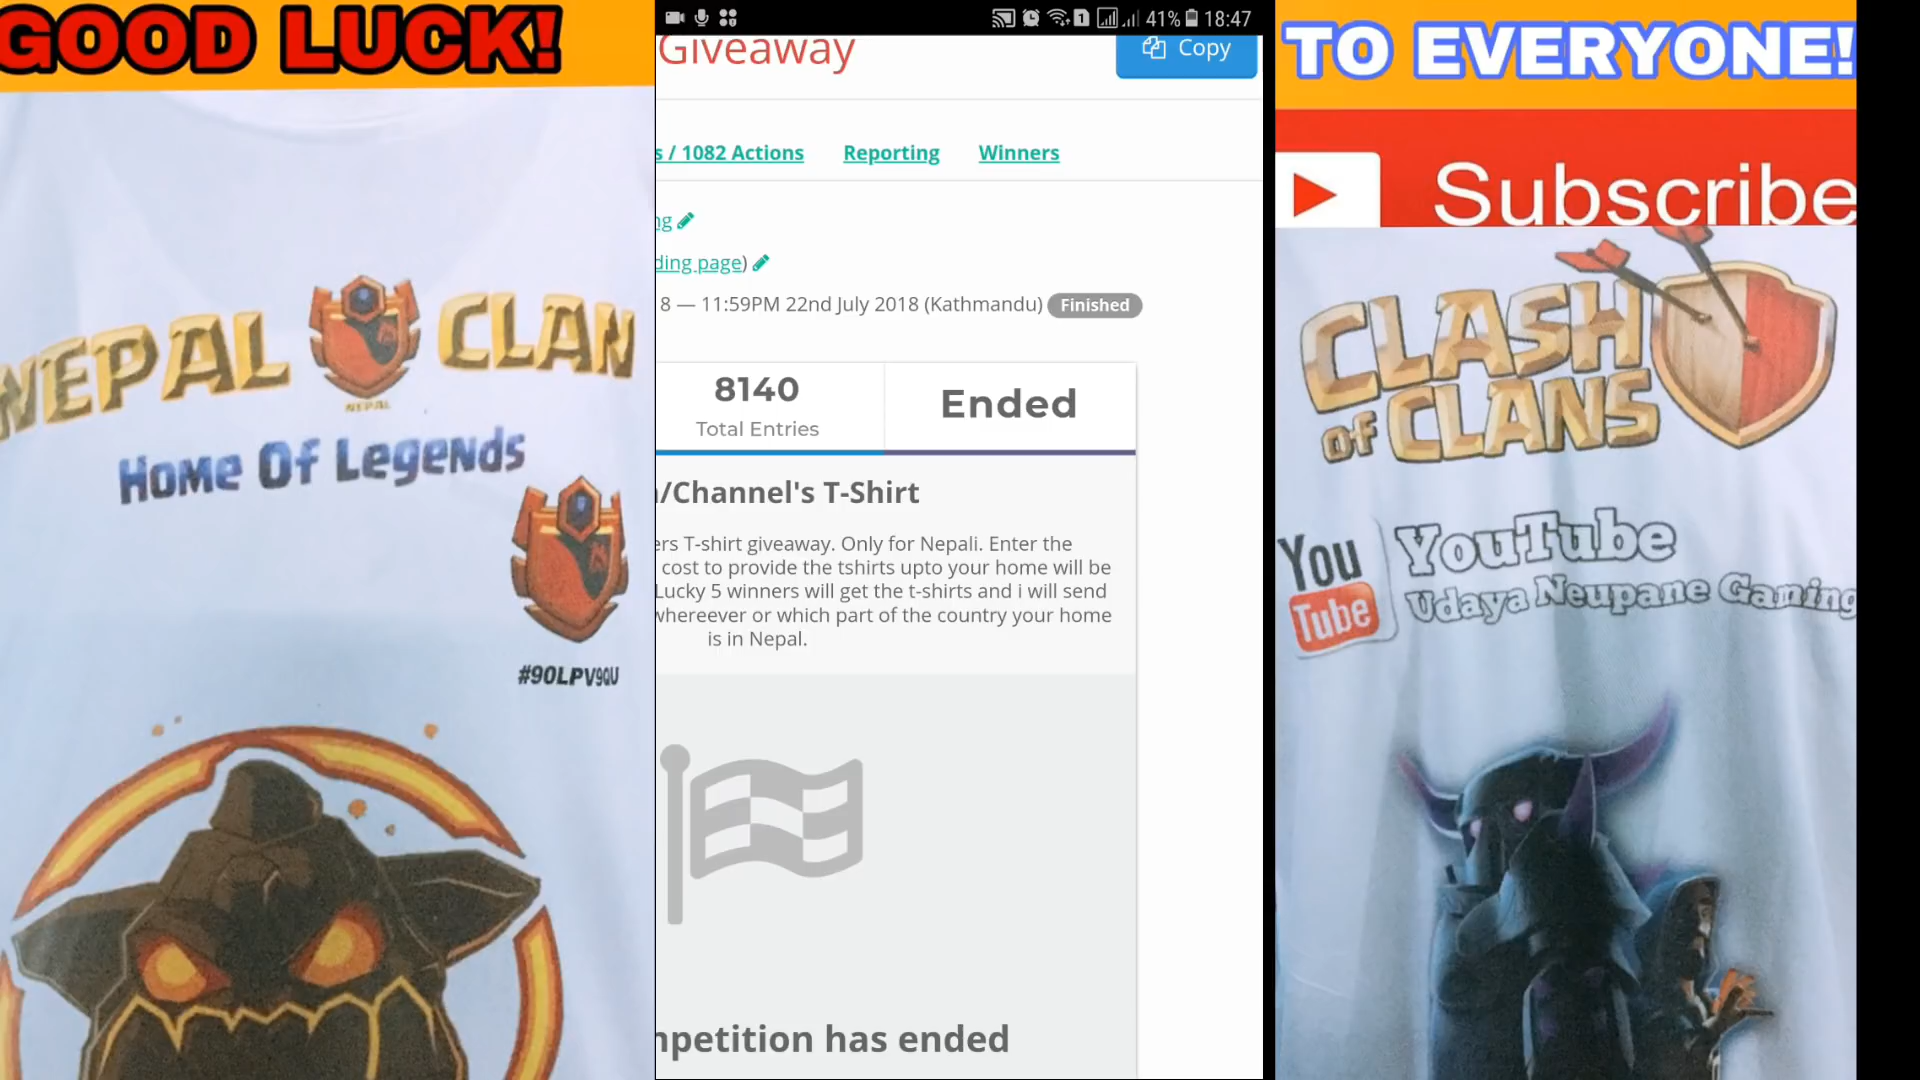 GOOD LUCK!
NEPAL CLAN
NEPAL
Home Of Legends
#90LPV9QU
41% 18:47
Giveaway
Copy
s / 1082 Actions Reporting Winners
ng
ding page)
8 — 11:59PM 22nd July 2018 (Kathmandu) Finished
8140
Total Entries
Ended
/Channel's T-Shirt
ers T-shirt giveaway. Only for Nepali. Enter the
cost to provide the tshirts upto your home will be
Lucky 5 winners will get the t-shirts and i will send
whereever or which part of the country your home
is in Nepal.
mpetition has ended
TO EVERYONE!
Subscribe
CLASH
OF CLANS
You
Tube
YouTube
Udaya Neupane Gaming